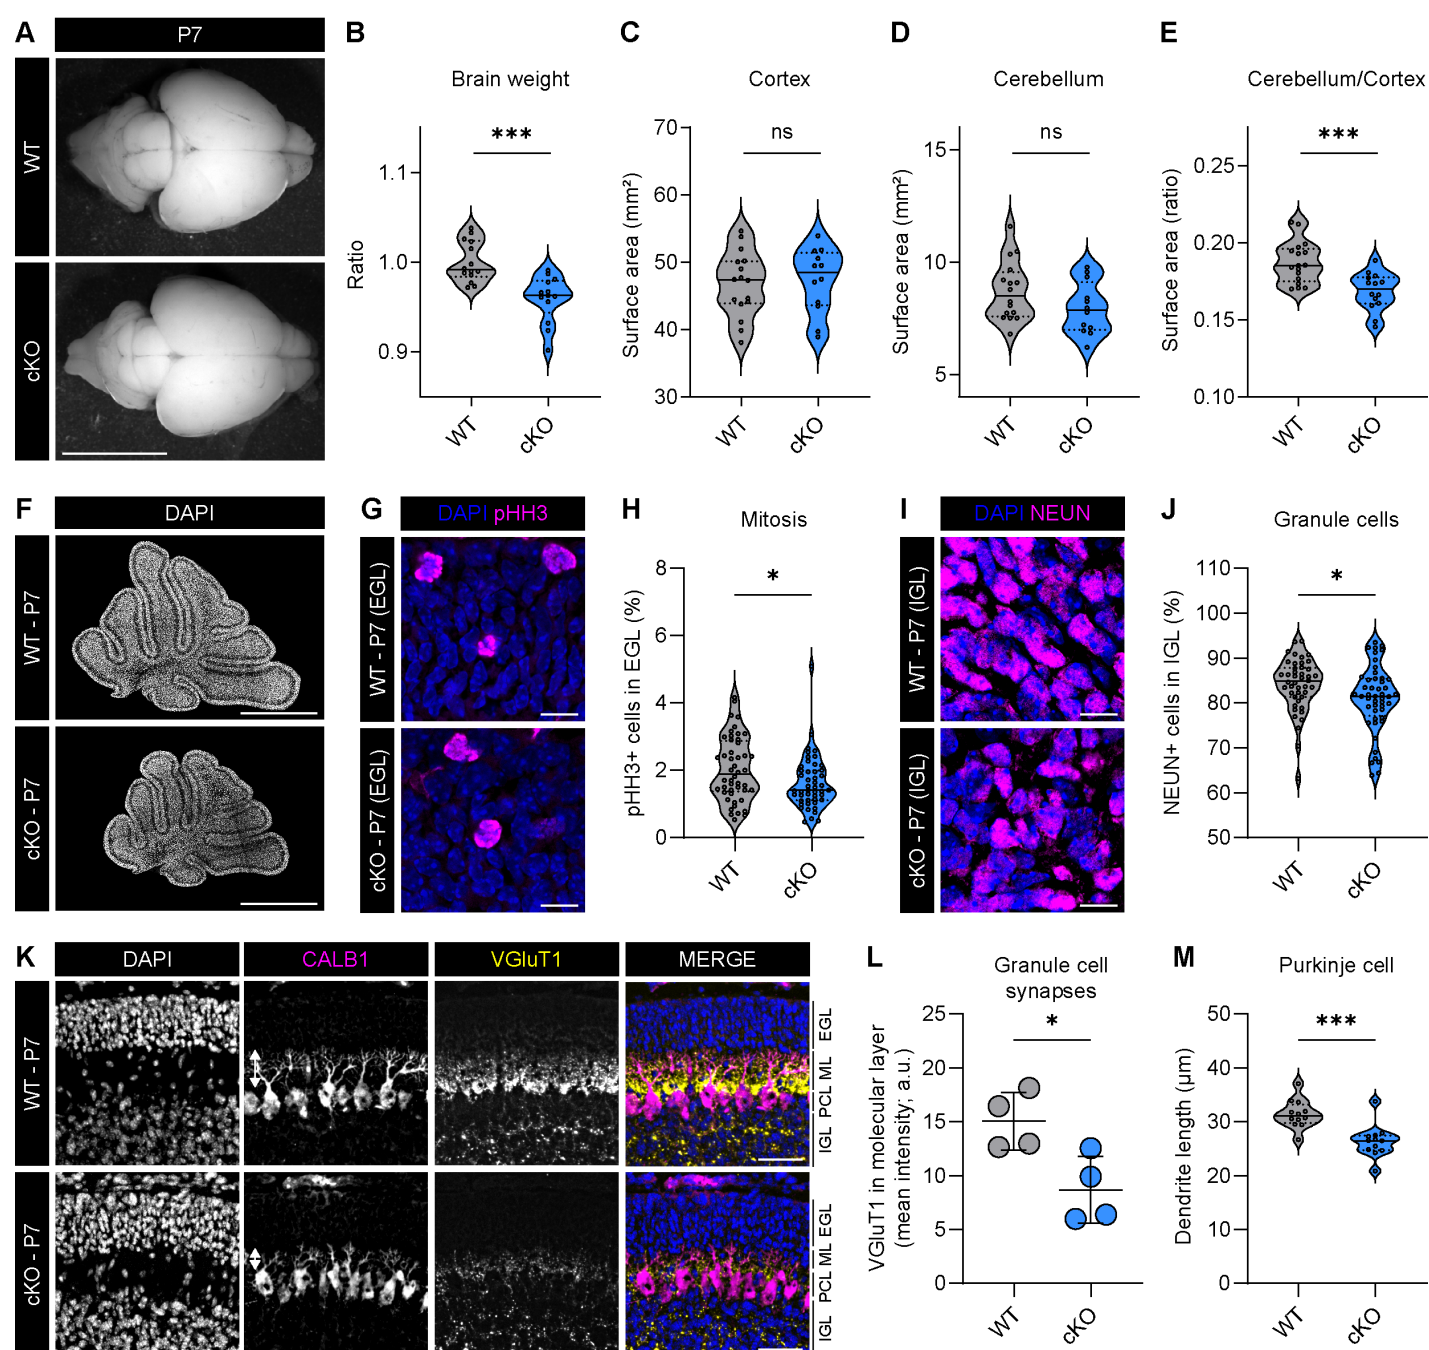 A
P7
WT
cKO
B
Brain weight
***
Ratio
1.1
1.0
0.9
WT
cKO
C
Cortex
ns
Surface area (mm²)
70
60
50
40
30
WT
cKO
D
Cerebellum
ns
Surface area (mm²)
15
10
5
WT
cKO
E
Cerebellum/Cortex
***
Surface area (ratio)
0.25
0.20
0.15
0.10
WT
cKO
F
DAPI
WT - P7
cKO - P7
G
DAPI pHH3
WT - P7 (EGL)
cKO - P7 (EGL)
H
Mitosis
*
pHH3+ cells in EGL (%)
8
6
4
2
0
WT
cKO
I
DAPI NEUN
WT - P7 (IGL)
cKO - P7 (IGL)
J
Granule cells
*
NEUN+ cells in IGL (%)
110
100
90
80
70
60
50
WT
cKO
K
DAPI
CALB1
VGluT1
MERGE
WT - P7
EGL
ML
PCL
IGL
cKO - P7
EGL
ML
PCL
IGL
L
Granule cell
synapses
*
VGluT1 in molecular layer
(mean intensity; a.u.)
25
20
15
10
5
0
WT
cKO
M
Purkinje cell
***
Dendrite length (µm)
50
40
30
20
10
0
WT
cKO